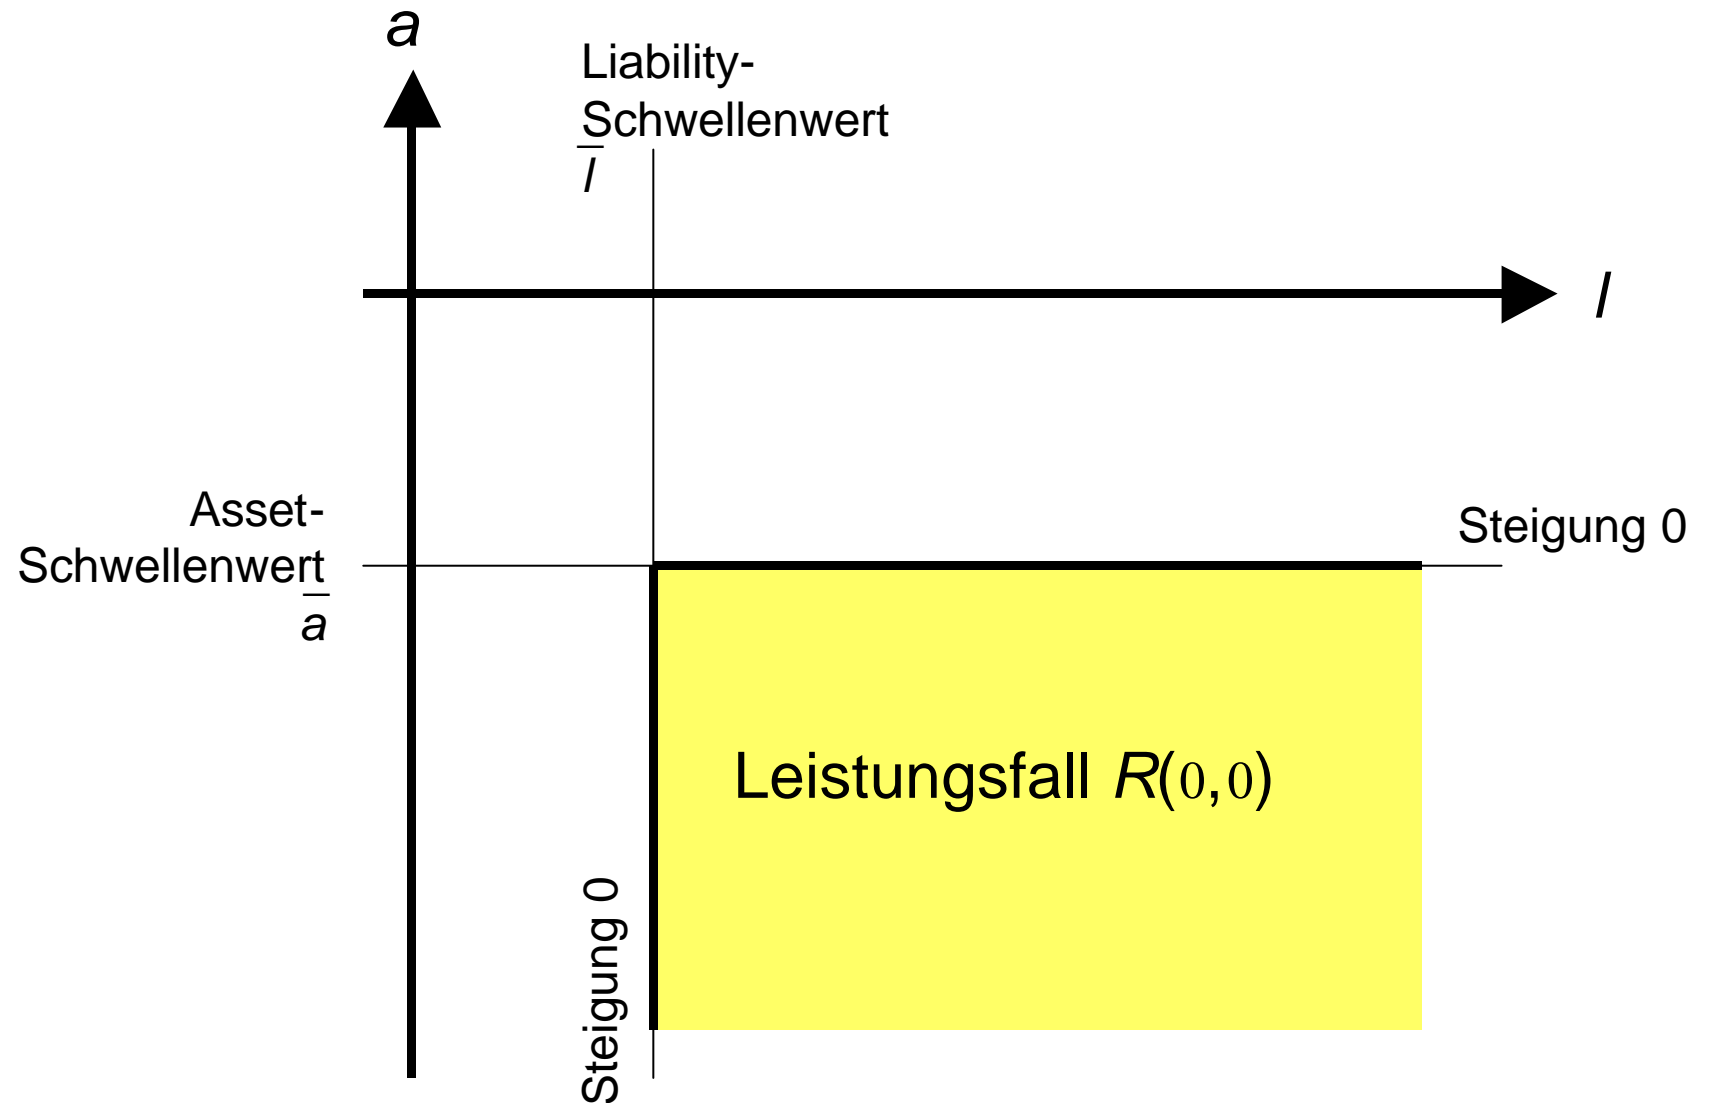 a
Liability-
Schwellenwert
l̅
l
Asset-
Schwellenwert
a̅
Steigung 0
Leistungsfall R(0,0)
Steigung 0